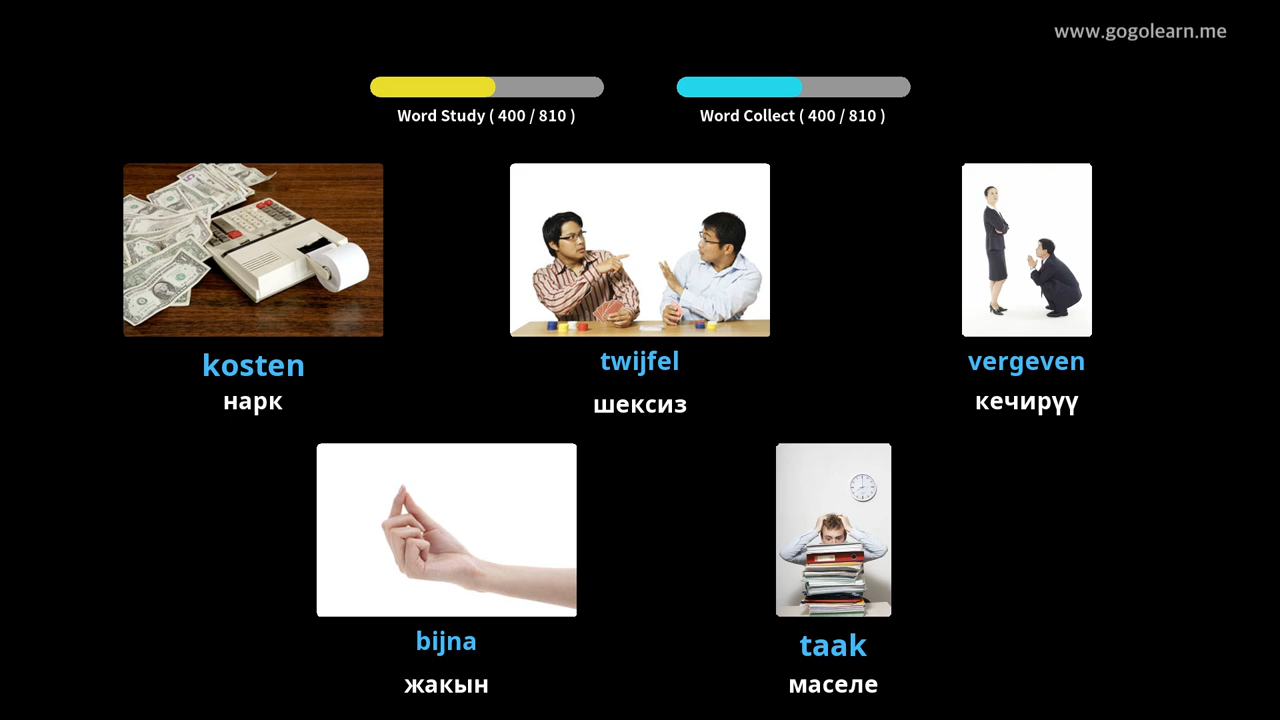 www.gogolearn.me
Word Study ( 400 / 810 )
Word Collect ( 400 / 810 )
kosten
нарк
twijfel
шексиз
vergeven
кечирүү
bijna
жакын
taak
маселе